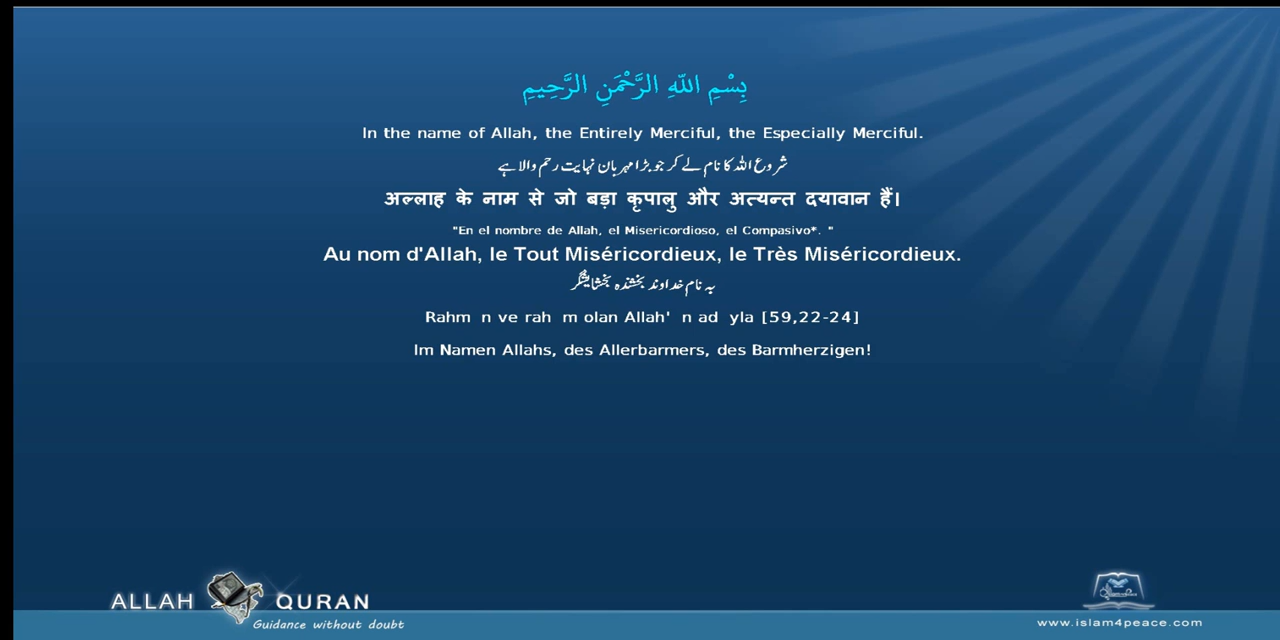 بِسْمِ اللَّهِ الرَّحْمَنِ الرَّحِيمِ
In the name of Allah, the Entirely Merciful, the Especially Merciful.
شروع الله کا نام لے کر جو بڑا مہربان نہایت رحم والا ہے
अल्लाह के नाम से जो बड़ा कृपालु और अत्यन्त दयावान हैं।
"En el nombre de Allah, el Misericordioso, el Compasivo*. "
Au nom d'Allah, le Tout Miséricordieux, le Très Miséricordieux.
به نام خداوند بخشنده بخشایشگر
Rahm n ve rah m olan Allah' n ad yla [59,22-24]
Im Namen Allahs, des Allerbarmers, des Barmherzigen!
ALLAH QURAN
Guidance without doubt
www.islam4peace.com